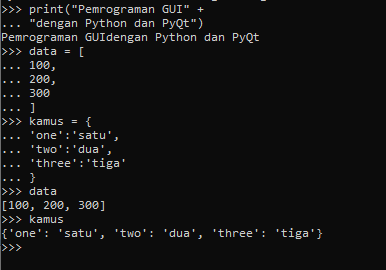 >>> print("Pemrograman GUI" +
... "dengan Python dan PyQt")
Pemrograman GUIdengan Python dan PyQt
>>> data = [
... 100,
... 200,
... 300
... ]
>>> kamus = {
... 'one':'satu',
... 'two':'dua',
... 'three':'tiga'
... }
>>> data
[100, 200, 300]
>>> kamus
{'one': 'satu', 'two': 'dua', 'three': 'tiga'}
>>>